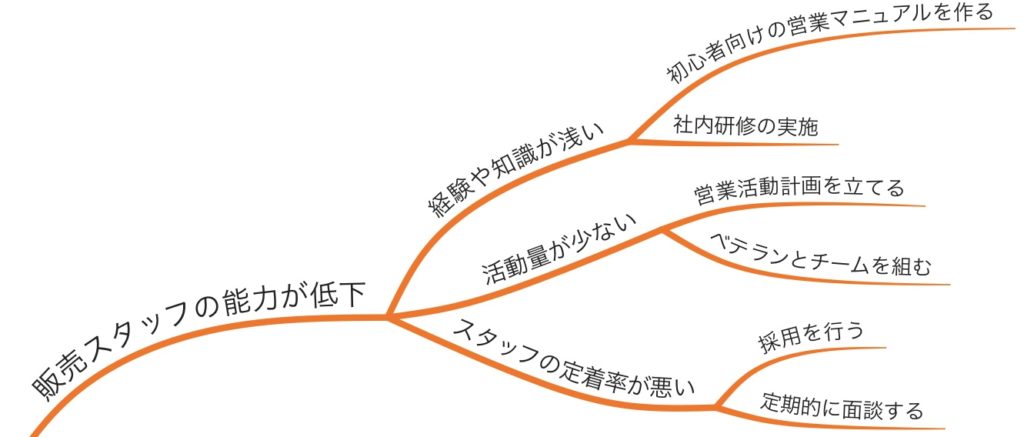 販売スタッフの能力が低下
経験や知識が浅い
初心者向けの営業マニュアルを作る
社内研修の実施
活動量が少ない
営業活動計画を立てる
ベテランとチームを組む
スタッフの定着率が悪い
採用を行う
定期的に面談する